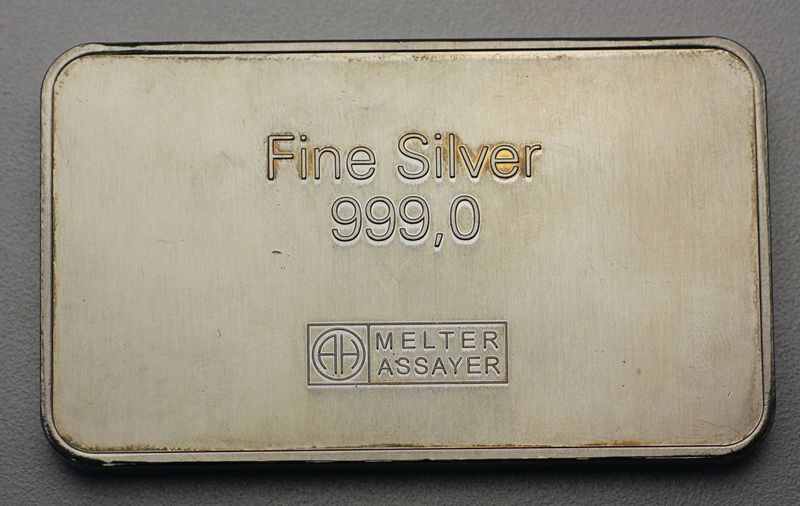 Fine Silver
999,0
AH MELTER
ASSAYER